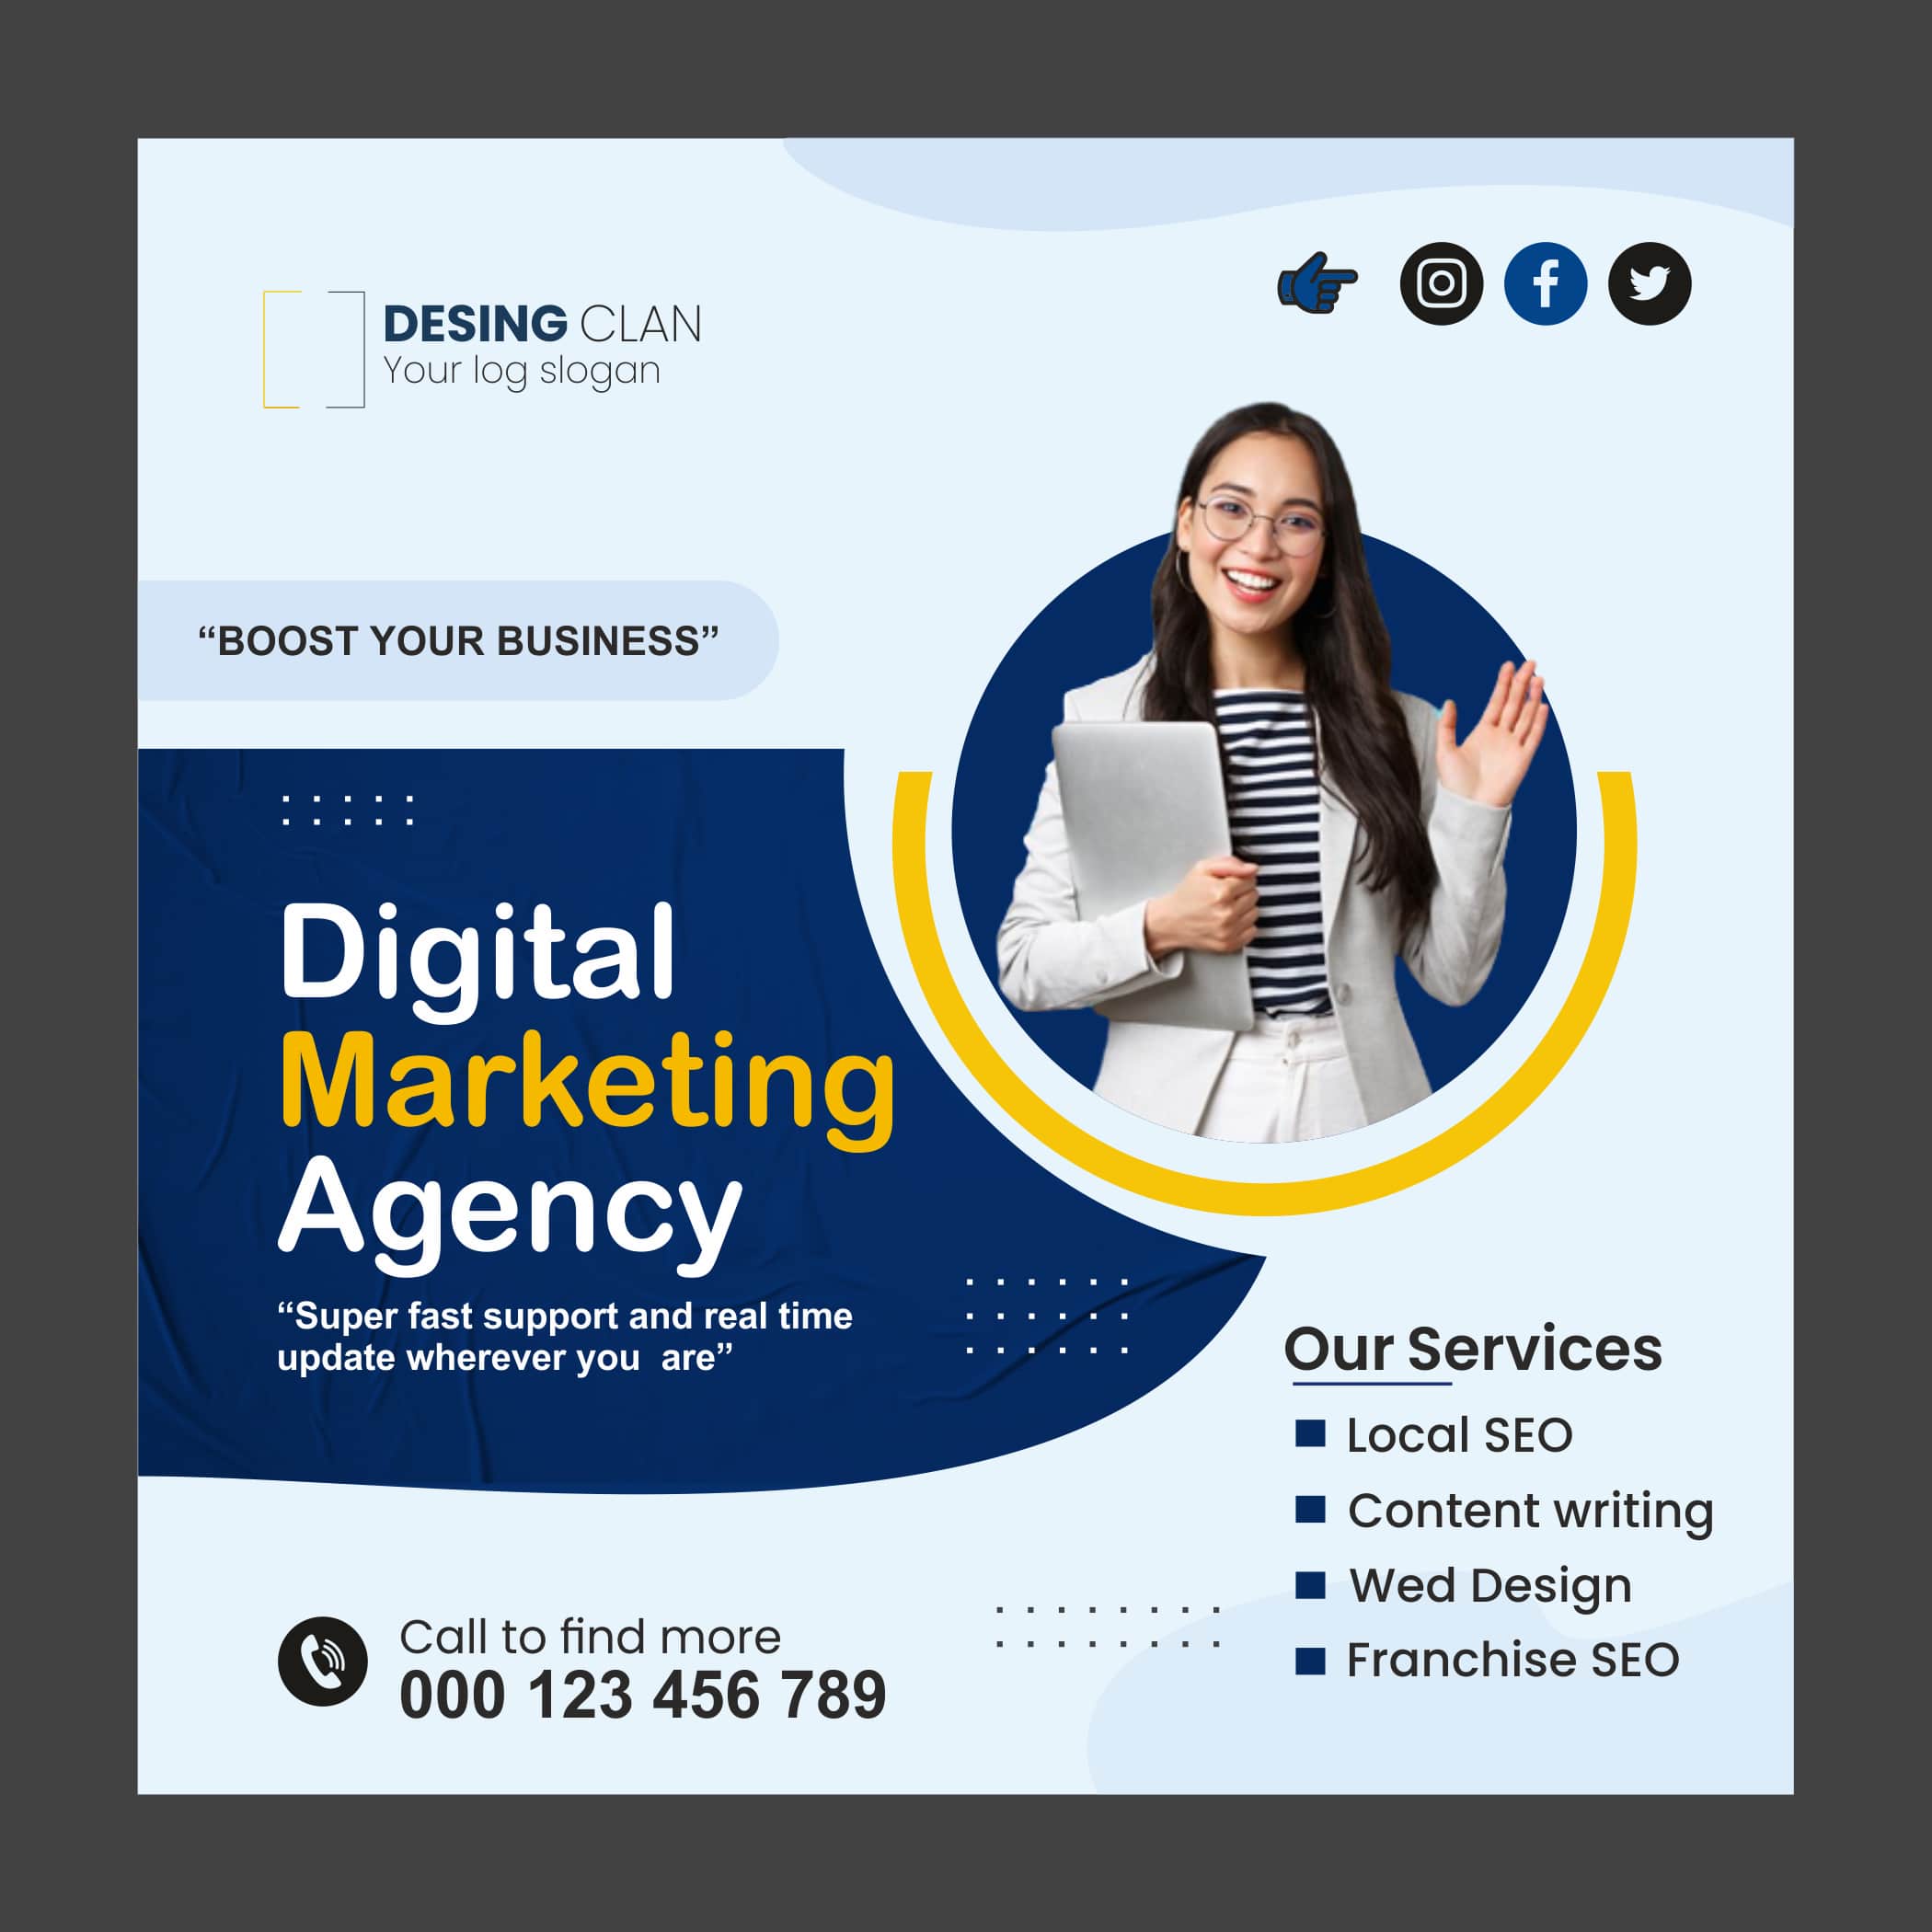 DESING CLAN
Your log slogan
“BOOST YOUR BUSINESS”
Digital
Marketing
Agency
“Super fast support and real time
update wherever you  are”
Our Services
Local SEO
Content writing
Wed Design
Franchise SEO
Call to find more
000 123 456 789